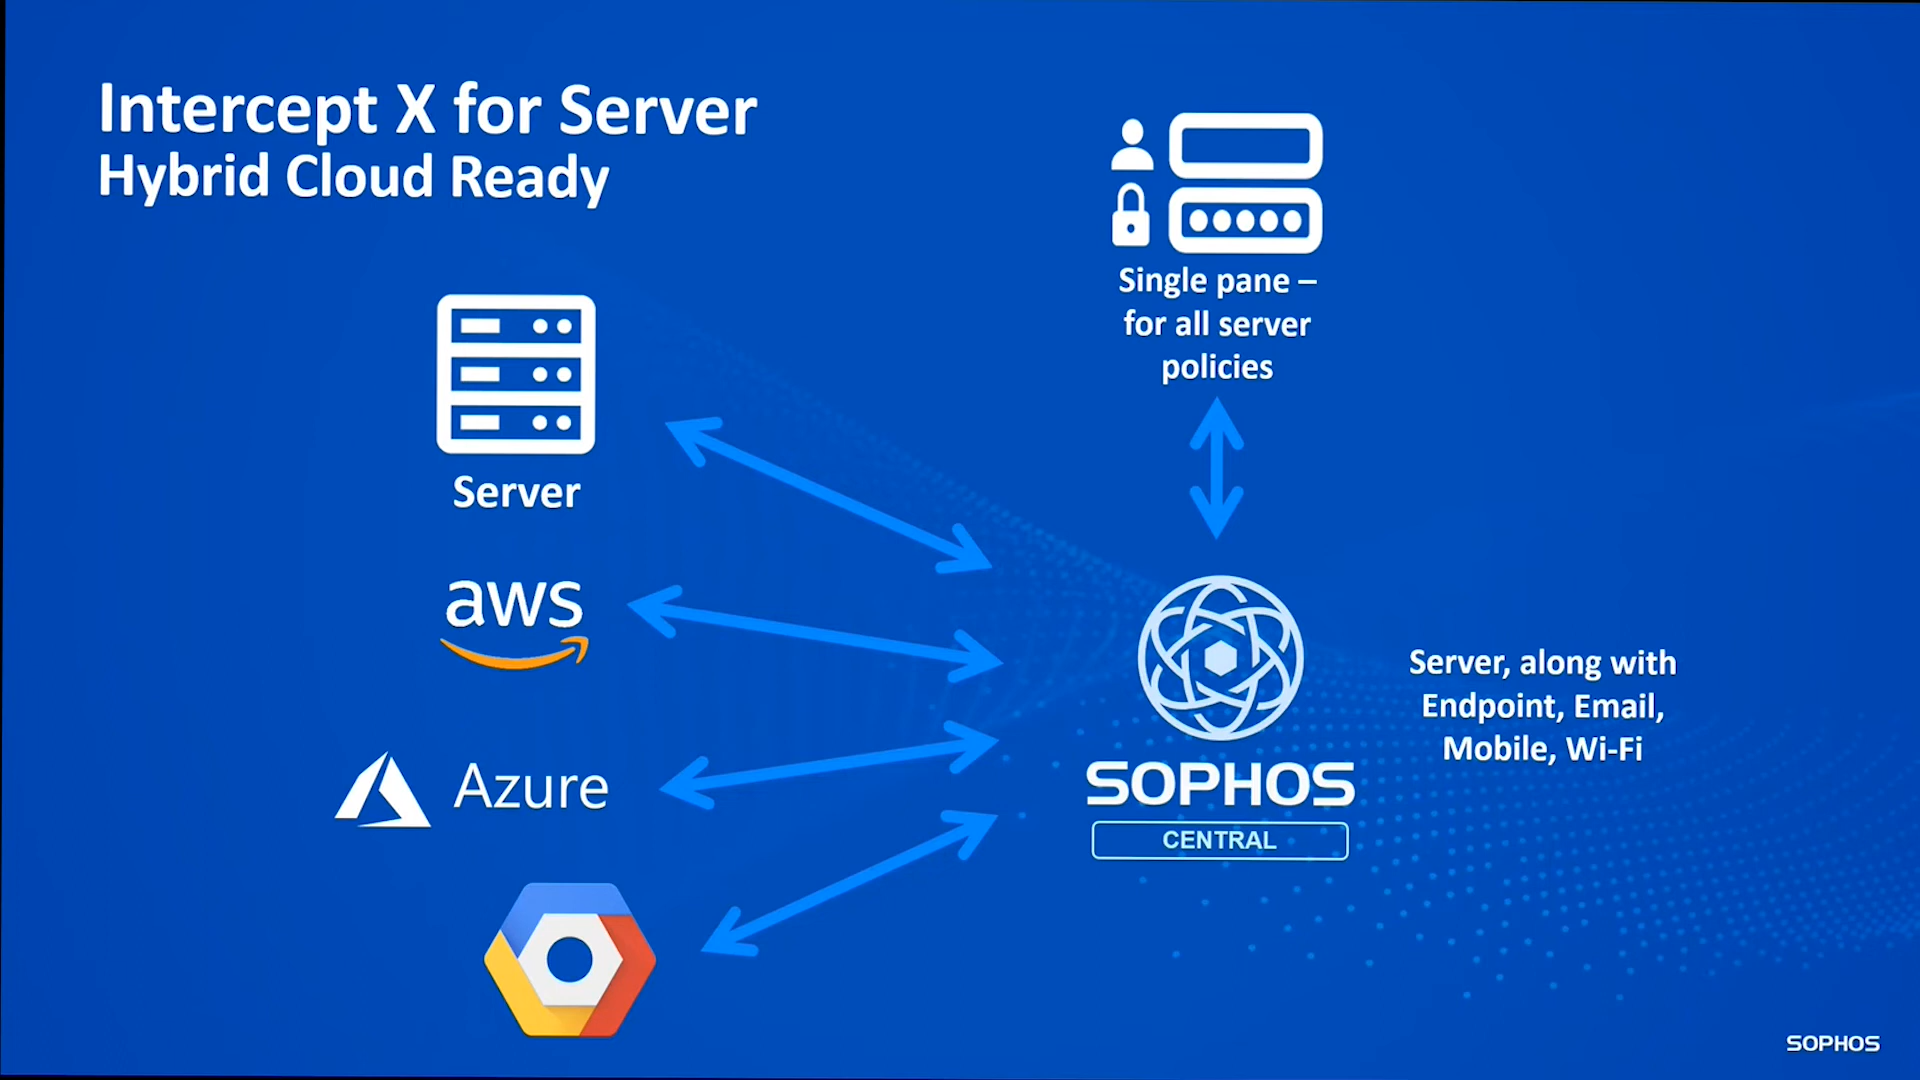 Intercept X for Server
Hybrid Cloud Ready
Single pane –
for all server
policies
Server
aws
Azure
SOPHOS
CENTRAL
Server, along with
Endpoint, Email,
Mobile, Wi-Fi
SOPHOS